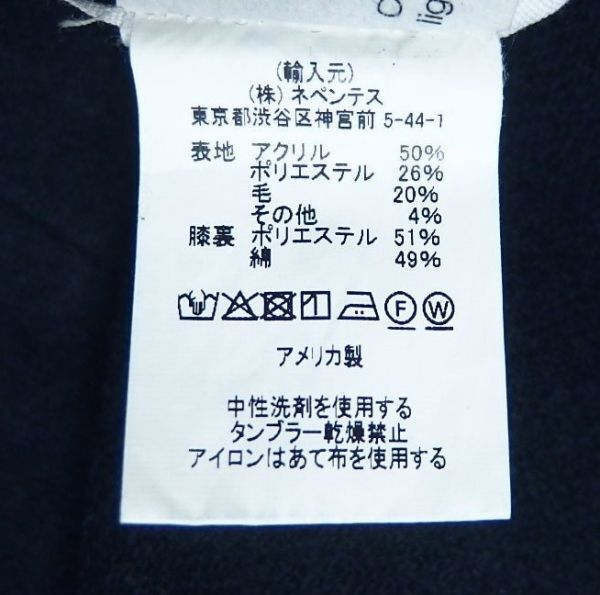 (輸入元)
(株) ネペンテス
東京都渋谷区神宮前 5-44-1
表地 アクリル 50%
ポリエステル 26%
毛 20%
その他 4%
膝裏 ポリエステル 51%
綿 49%
F W
アメリカ製
中性洗剤を使用する
タンブラー乾燥禁止
アイロンはあて布を使用する